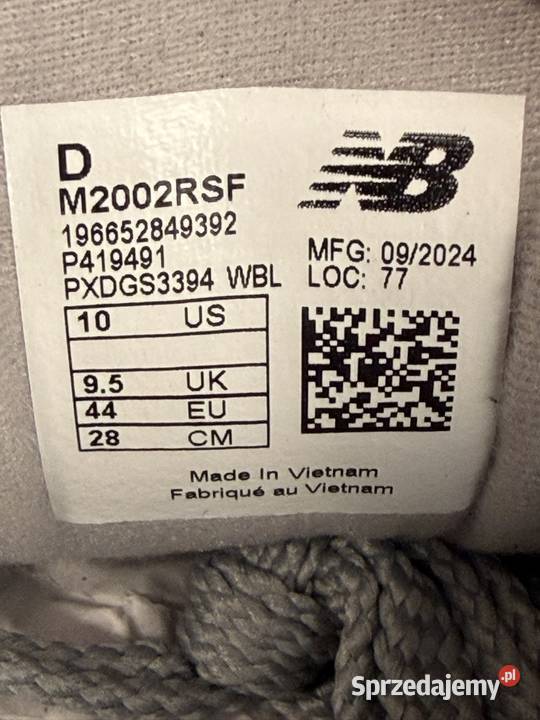 D
M2002RSF
196652849392
P419491
PXDGS3394 WBL
NB
MFG: 09/2024
LOC: 77
10 US
9.5 UK
44 EU
28 CM
Made In Vietnam
Fabriqué au Vietnam
Sprzedajemy.pl